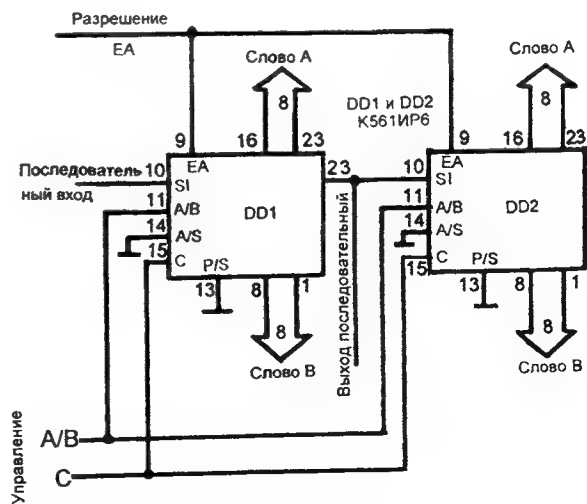 Разрешение
EA
Слово A
8
DD1 и DD2
К561ИР6
Слово A
8
9
16
23
9
16
23
Последователь
ный вход
10
SI
EA
23
10
SI
EA
11
A/B
DD1
11
A/B
DD2
14
A/S
14
A/S
15
C
P/S
15
C
P/S
13
8
1
13
8
1
8
Слово B
Выход последовательный
8
Слово B
Управление
A/B
C